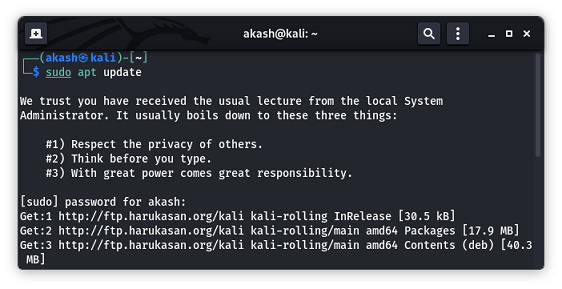 akash@kali: ~
┌──(akash㉿kali)-[~]
└─$ sudo apt update
We trust you have received the usual lecture from the local System
Administrator. It usually boils down to these three things:
#1) Respect the privacy of others.
#2) Think before you type.
#3) With great power comes great responsibility.
[sudo] password for akash:
Get:1 http://ftp.harukasan.org/kali kali-rolling InRelease [30.5 kB]
Get:2 http://ftp.harukasan.org/kali kali-rolling/main amd64 Packages [17.9 MB]
Get:3 http://ftp.harukasan.org/kali kali-rolling/main amd64 Contents (deb) [40.3
MB]